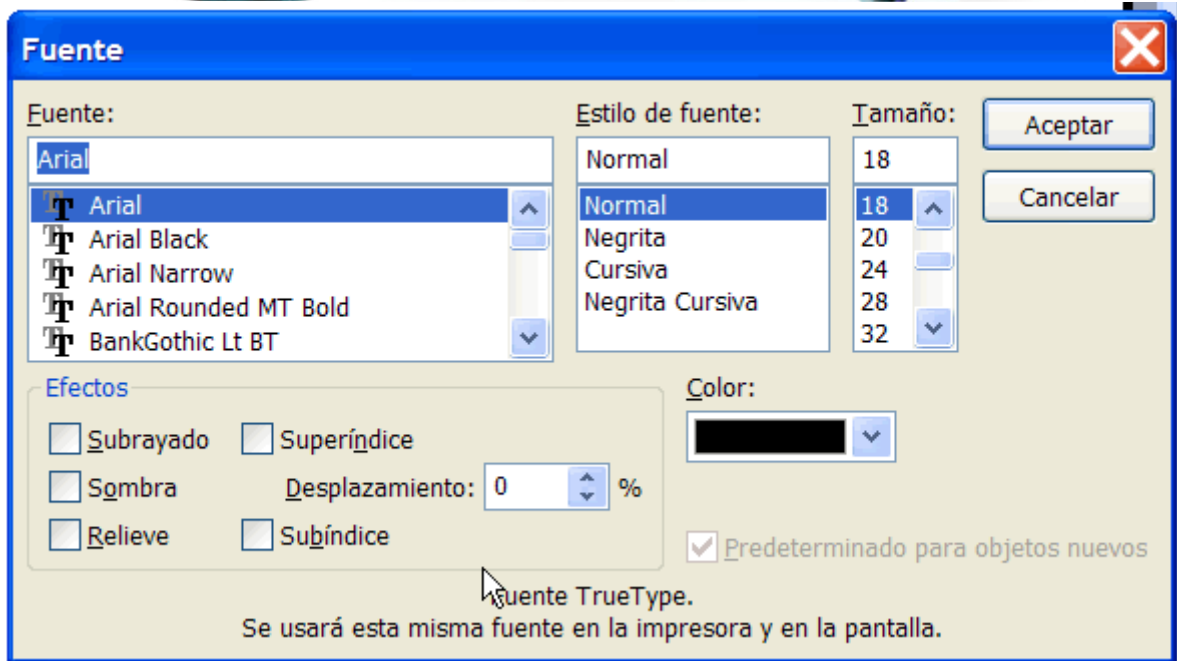 Fuente
Fuente:
Arial
Arial
Arial Black
Arial Narrow
Arial Rounded MT Bold
BankGothic Lt BT
Estilo de fuente:
Normal
Normal
Negrita
Cursiva
Negrita Cursiva
Tamaño:
18
18
20
24
28
32
Aceptar
Cancelar
Efectos
Subrayado
Superíndice
Sombra
Desplazamiento: 0 %
Relieve
Subíndice
Color:
Predeterminado para objetos nuevos
Fuente TrueType.
Se usará esta misma fuente en la impresora y en la pantalla.